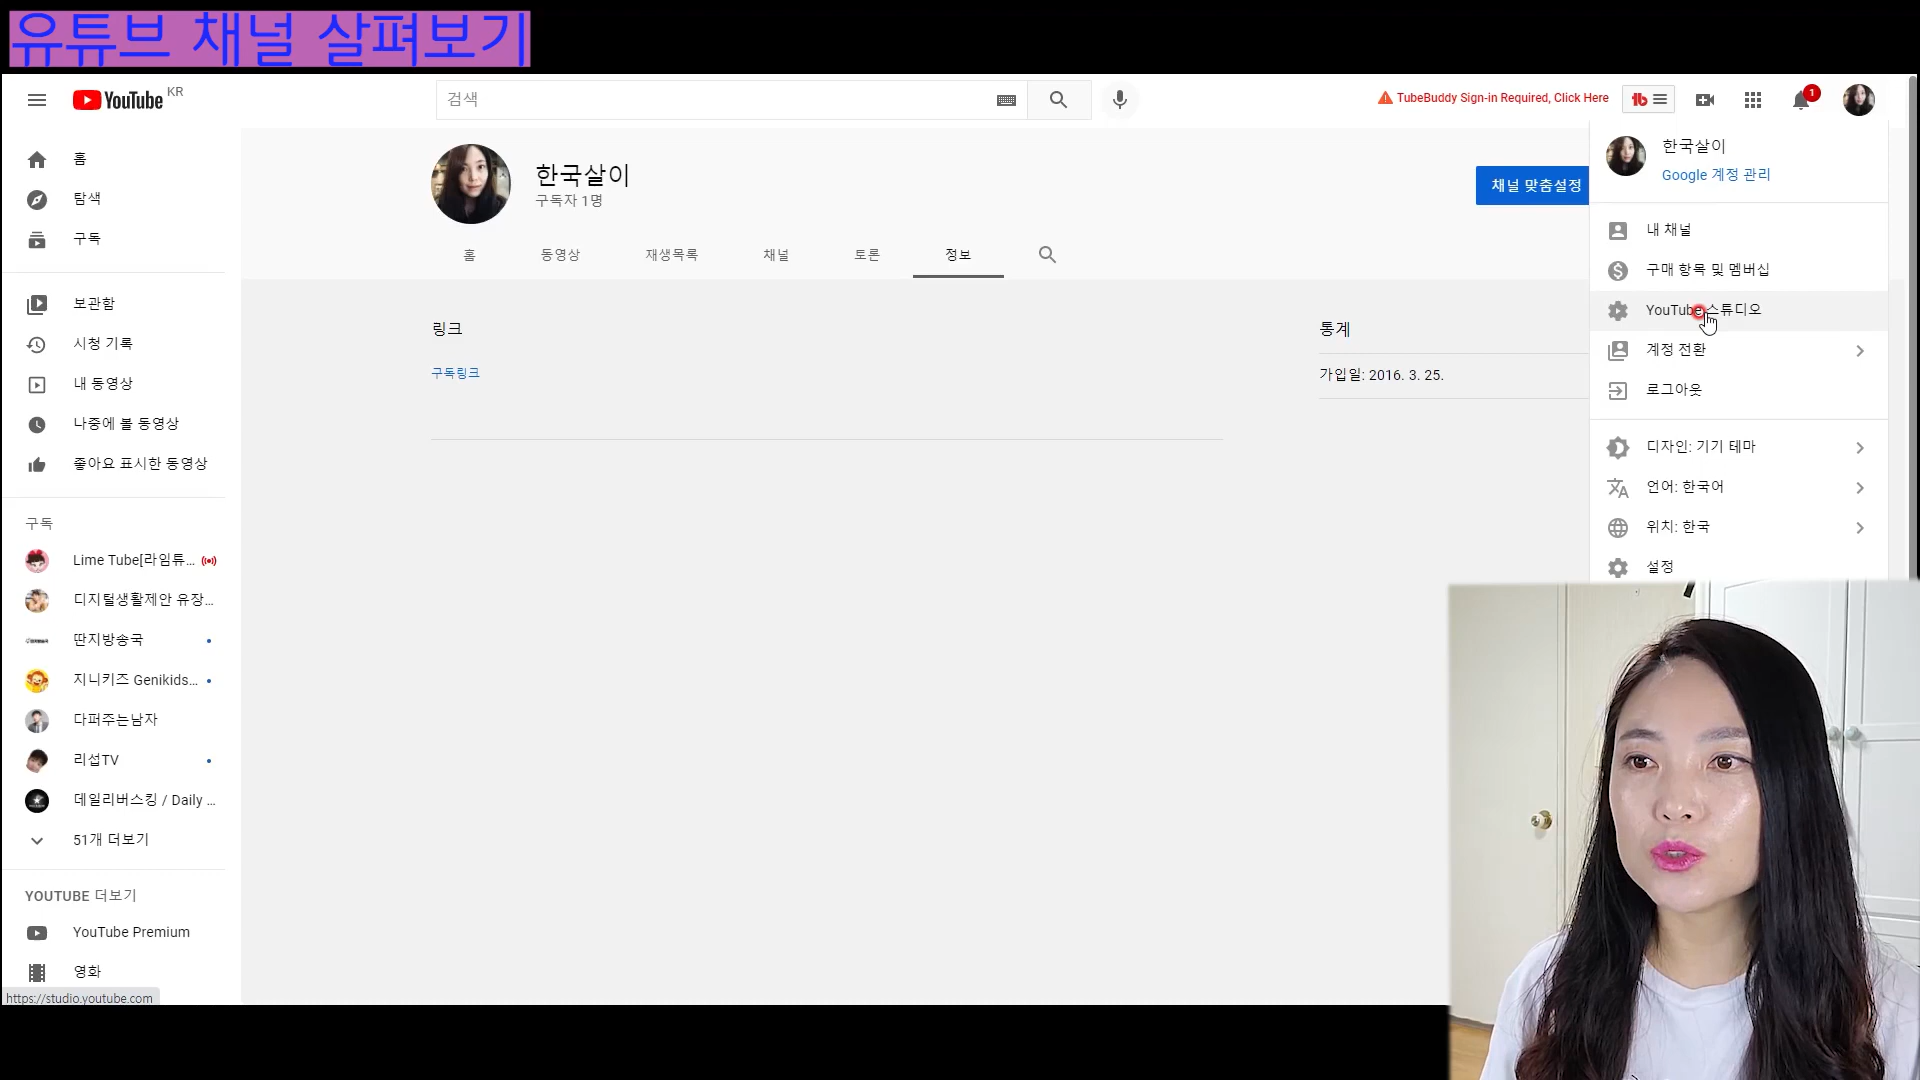 유튜브 채널 살펴보기
YouTube KR
검색
TubeBuddy Sign-in Required, Click Here
1
홈
탐색
구독
보관함
시청 기록
내 동영상
나중에 볼 동영상
좋아요 표시한 동영상
구독
Lime Tube[라임튜...
디지털생활제안 유장...
딴지방송국
지니키즈 Genikids...
다퍼주는남자
리섭TV
데일리버스킹 / Daily ...
51개 더보기
YOUTUBE 더보기
YouTube Premium
영화
https://studio.youtube.com
한국살이
구독자 1명
채널 맞춤설정
홈 동영상 재생목록 채널 토론 정보
링크
구독링크
통계
가입일: 2016. 3. 25.
한국살이
Google 계정 관리
내 채널
구매 항목 및 멤버십
YouTube 스튜디오
계정 전환
로그아웃
디자인: 기기 테마
언어: 한국어
위치: 한국
설정